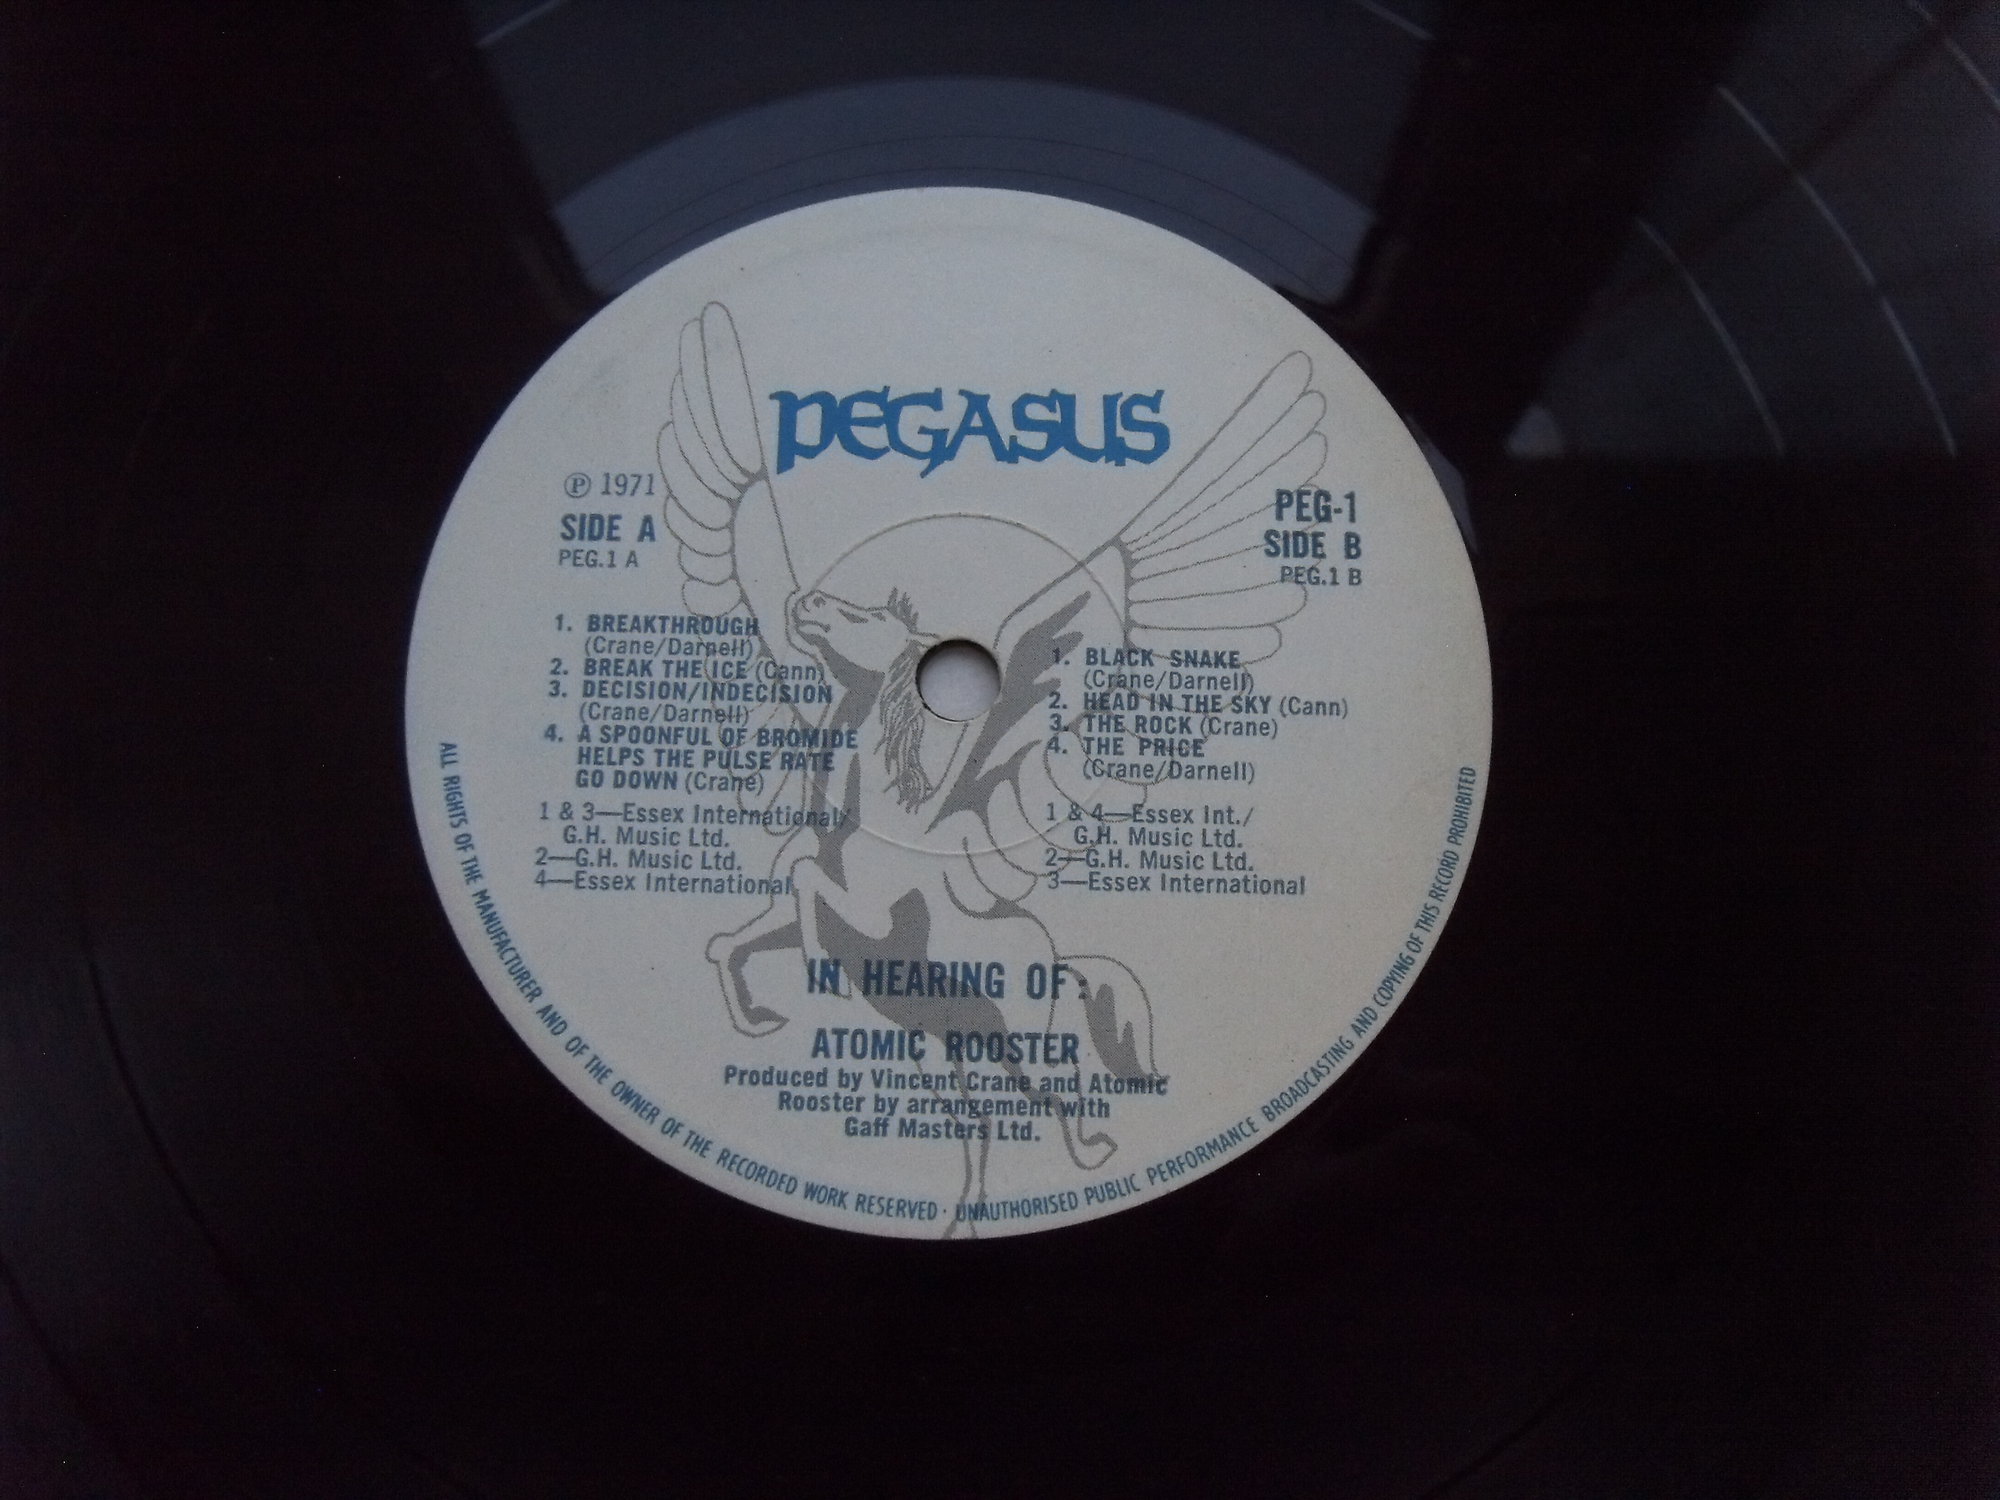 PEGASUS
℗ 1971
SIDE A
PEG.1 A
1. BREAKTHROUGH
(Crane/Darnell)
2. BREAK THE ICE (Cann)
3. DECISION/INDECISION
(Crane/Darnell)
4. A SPOONFUL OF BROMIDE
HELPS THE PULSE RATE
GO DOWN (Crane)
1 & 3—Essex International/
G.H. Music Ltd.
2—G.H. Music Ltd.
4—Essex International
PEG-1
SIDE B
PEG.1 B
1. BLACK SNAKE
(Crane/Darnell)
2. HEAD IN THE SKY (Cann)
3. THE ROCK (Crane)
4. THE PRICE
(Crane/Darnell)
1 & 4—Essex Int./
G.H. Music Ltd.
2—G.H. Music Ltd.
3—Essex International
IN HEARING OF:
ATOMIC ROOSTER
Produced by Vincent Crane and Atomic
Rooster by arrangement with
Gaff Masters Ltd.
ALL RIGHTS OF THE MANUFACTURER AND OF THE OWNER OF THE RECORDED WORK RESERVED · UNAUTHORISED PUBLIC PERFORMANCE BROADCASTING AND COPYING OF THIS RECORD PROHIBITED